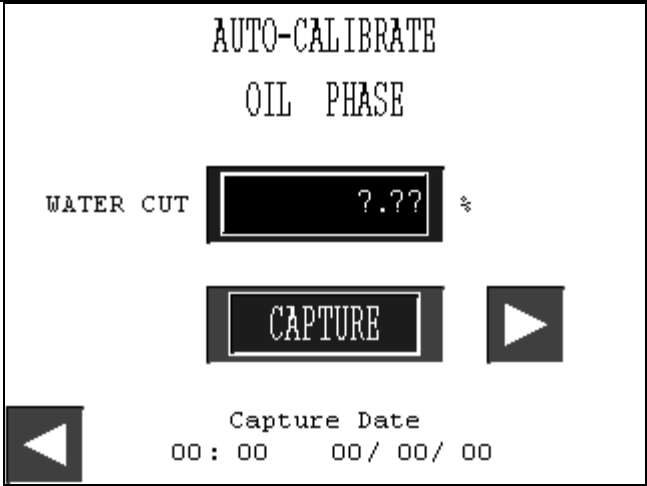 AUTO-CALIBRATE
OIL PHASE
WATER CUT ?.?? %
CAPTURE
Capture Date
00:00 00/00/00